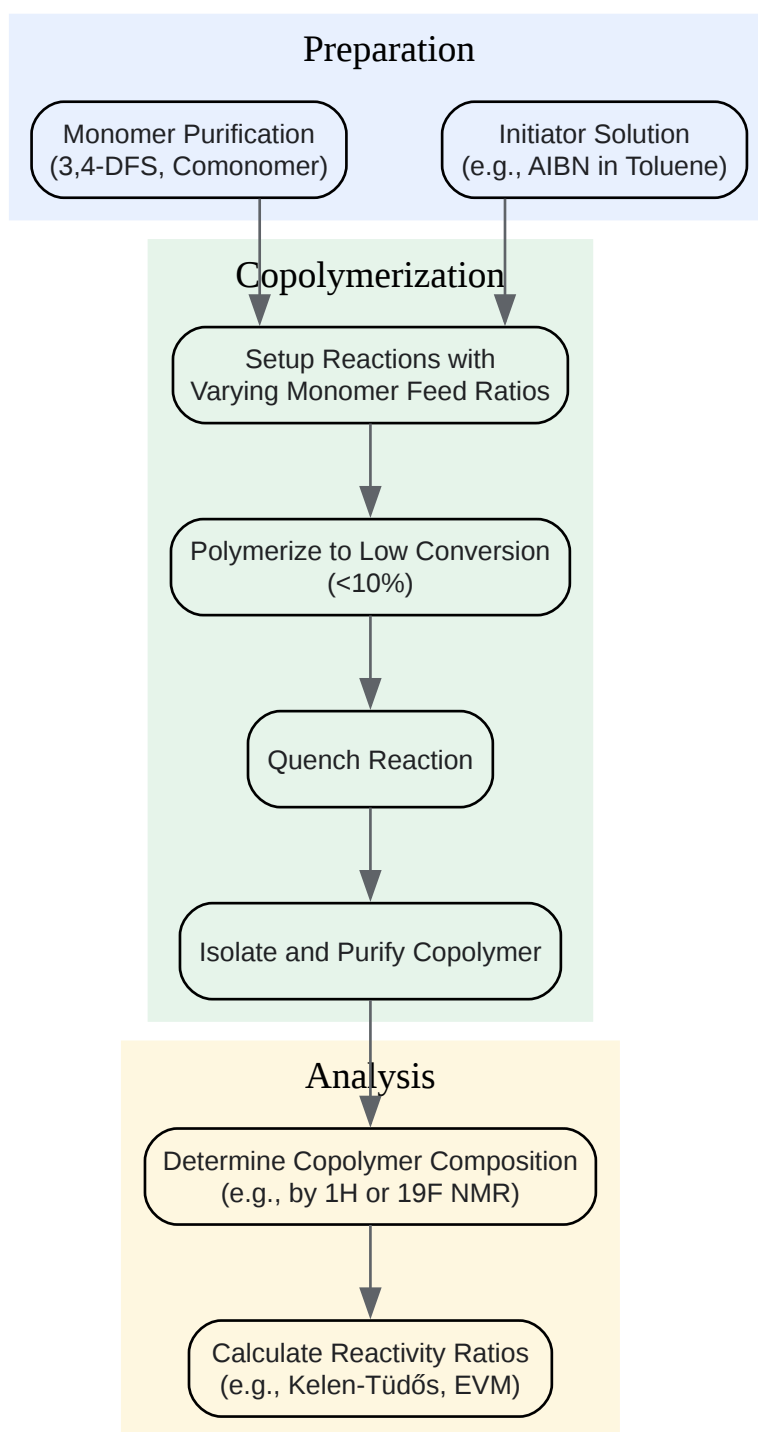 Preparation
Monomer Purification
(3,4-DFS, Comonomer)
Initiator Solution
(e.g., AIBN in Toluene)
Copolymerization
Setup Reactions with
Varying Monomer Feed Ratios
Polymerize to Low Conversion
(<10%)
Quench Reaction
Isolate and Purify Copolymer
Analysis
Determine Copolymer Composition
(e.g., by 1H or 19F NMR)
Calculate Reactivity Ratios
(e.g., Kelen-Tüdős, EVM)